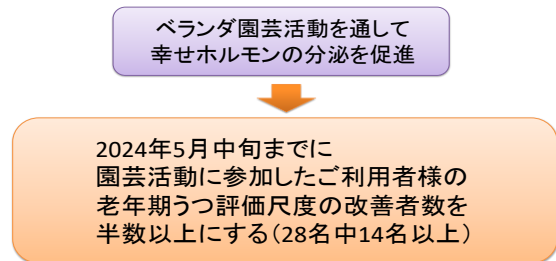 ベランダ園芸活動を通して
幸せホルモンの分泌を促進
2024年5月中旬までに
園芸活動に参加したご利用者様の
老年期うつ評価尺度の改善者数を
半数以上にする(28名中14名以上)